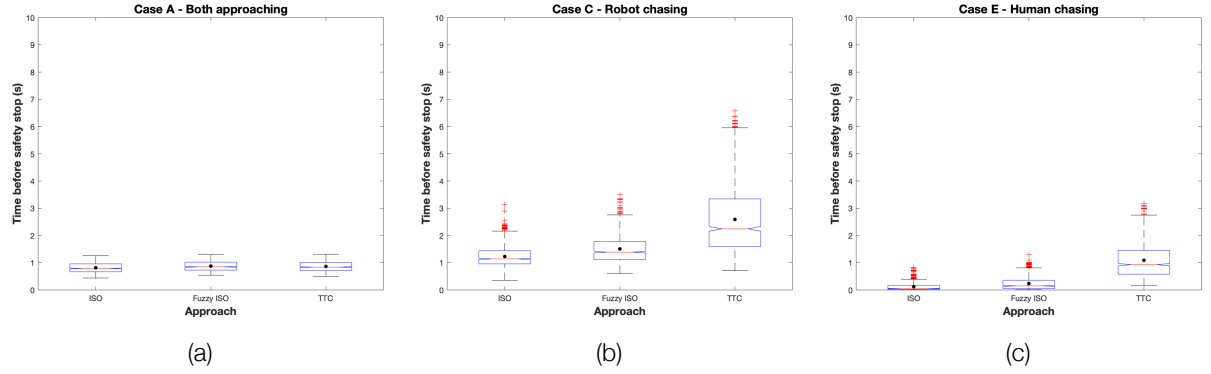 Case A - Both approaching
10
9
8
7
6
5
4
3
2
1
0
Time before safety stop (s)
ISO
Fuzzy ISO
TTC
Approach
(a)
Case C - Robot chasing
10
9
8
7
6
5
4
3
2
1
0
Time before safety stop (s)
ISO
Fuzzy ISO
TTC
Approach
(b)
Case E - Human chasing
10
9
8
7
6
5
4
3
2
1
0
Time before safety stop (s)
ISO
Fuzzy ISO
TTC
Approach
(c)